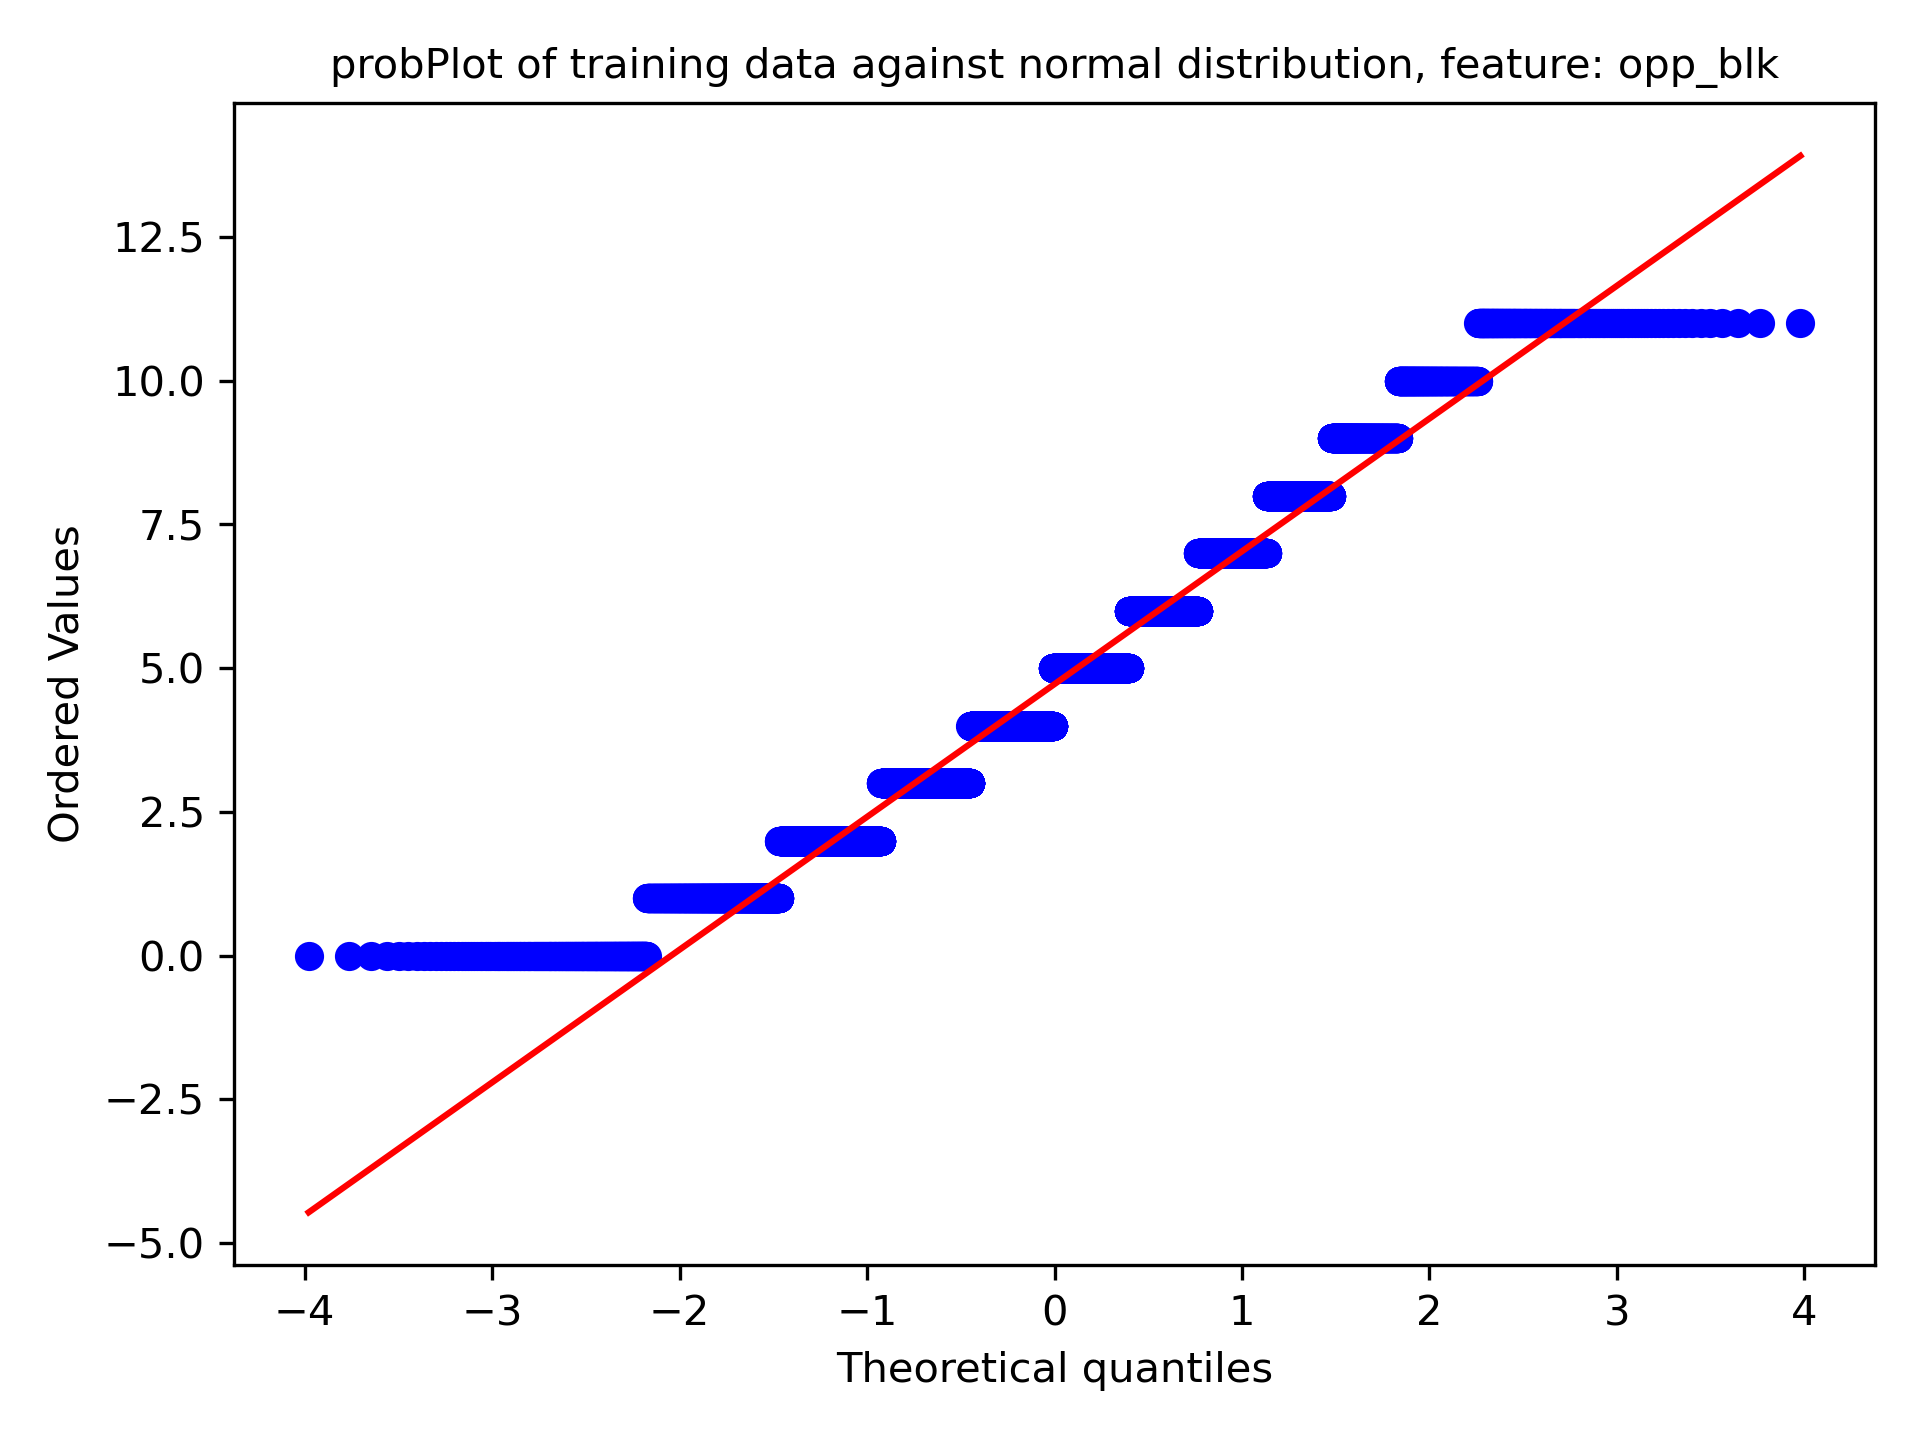 probPlot of training data against normal distribution, feature: opp_blk
12.5
10.0
7.5
5.0
2.5
0.0
−2.5
−5.0
Ordered Values
−4 −3 −2 −1 0 1 2 3 4
Theoretical quantiles